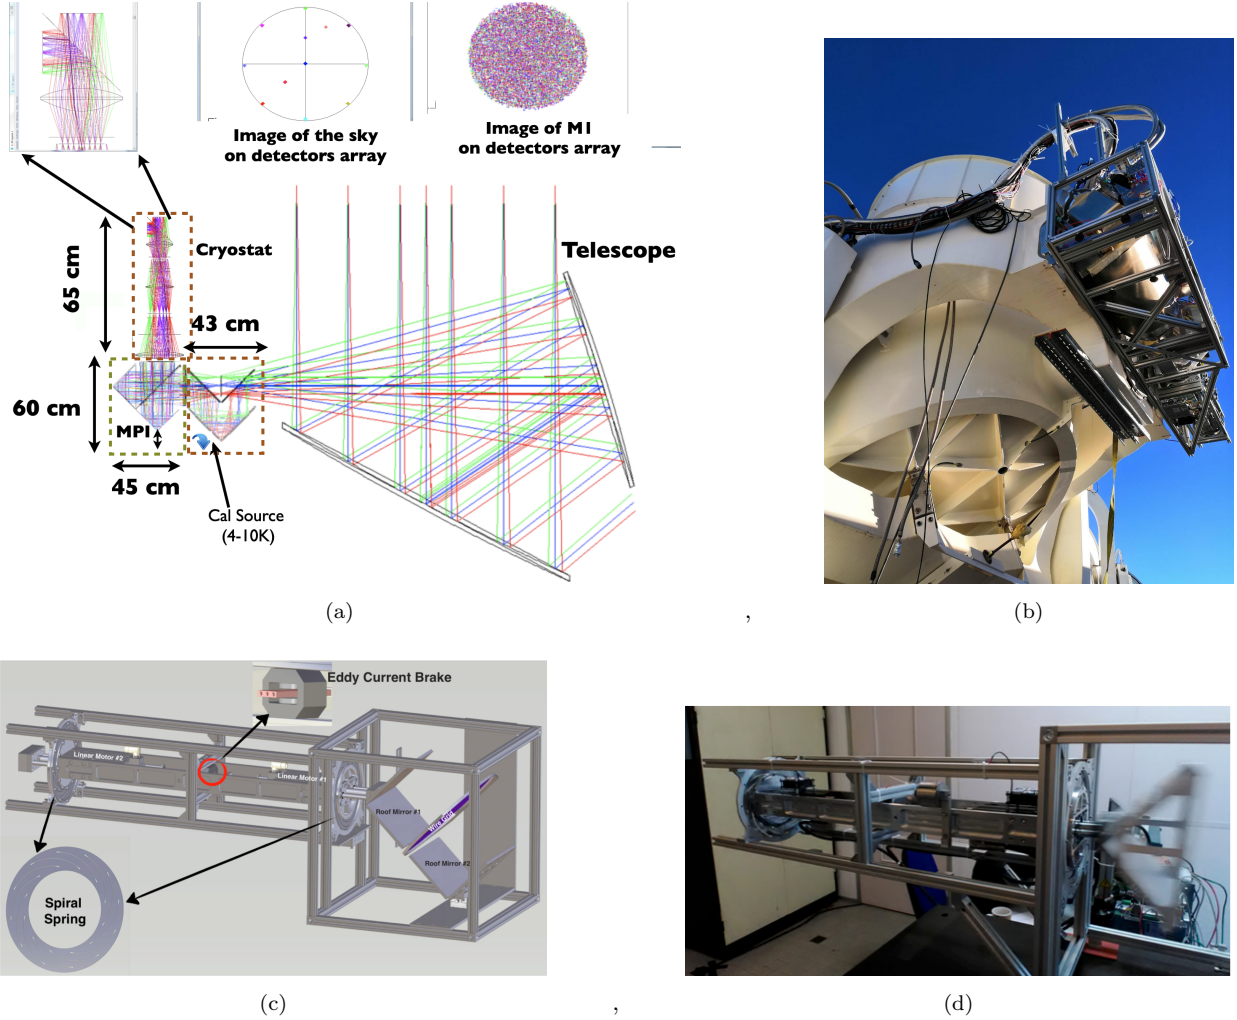 Image of the sky
on detectors array
Image of M1
on detectors array
Cryostat
Telescope
65 cm
43 cm
60 cm
MPI
45 cm
Cal Source
(4-10K)
(a)
,
(b)
Eddy Current Brake
Linear Motor #2
Linear Motor #1
Roof Mirror #1
Wire Grid
Roof Mirror #2
Spiral
Spring
(c)
,
(d)